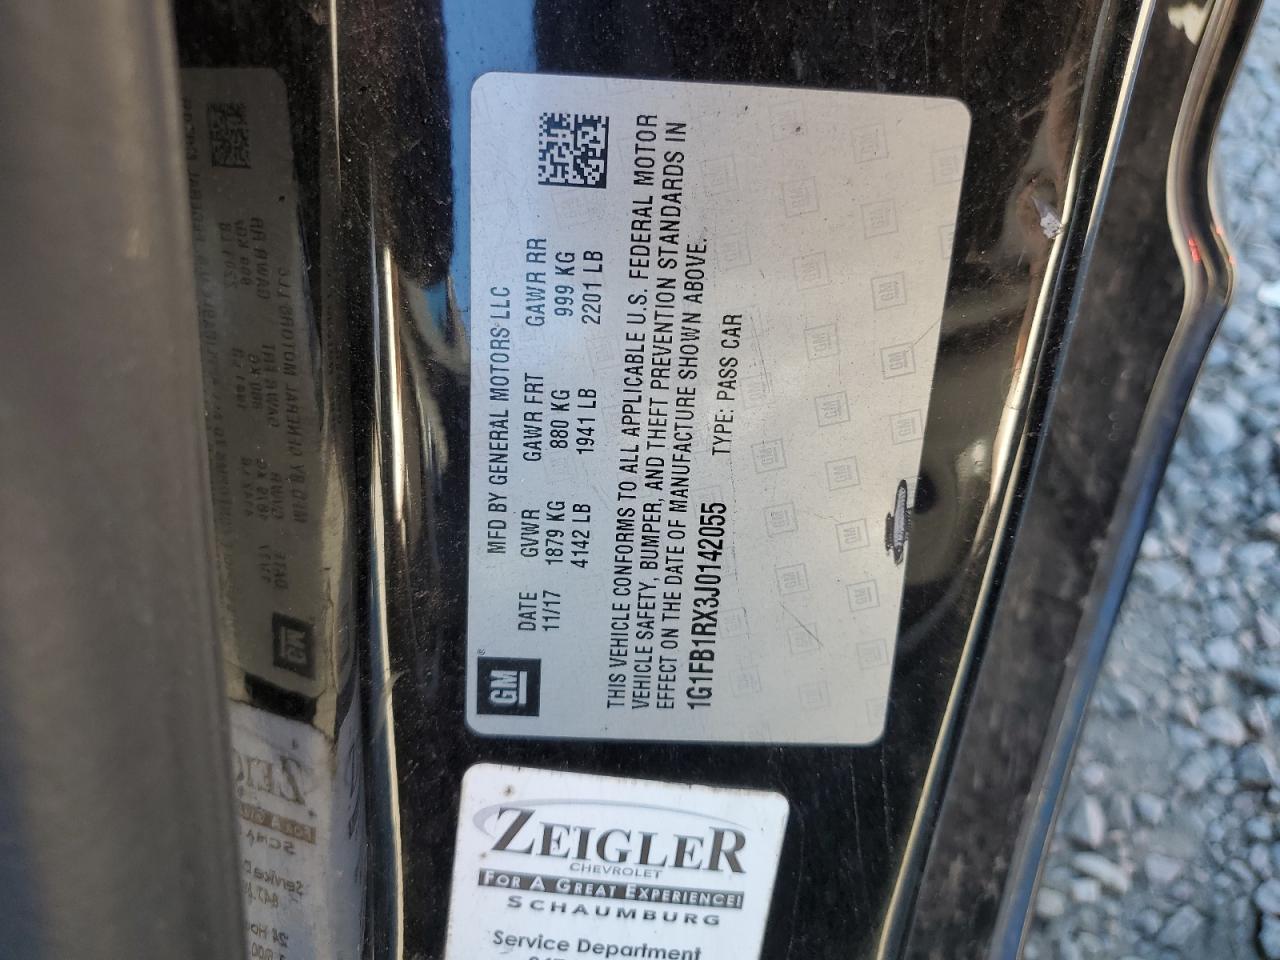 GM
MFD BY GENERAL MOTORS LLC
DATE GVWR GAWR FRT GAWR RR
11/17 1879 KG 880 KG 999 KG
4142 LB 1941 LB 2201 LB
THIS VEHICLE CONFORMS TO ALL APPLICABLE U.S. FEDERAL MOTOR
VEHICLE SAFETY, BUMPER, AND THEFT PREVENTION STANDARDS IN
EFFECT ON THE DATE OF MANUFACTURE SHOWN ABOVE.
1G1FB1RX3J0142055 TYPE: PASS CAR
ZEIGLER
CHEVROLET
FOR A GREAT EXPERIENCE!
SCHAUMBURG
Service Department